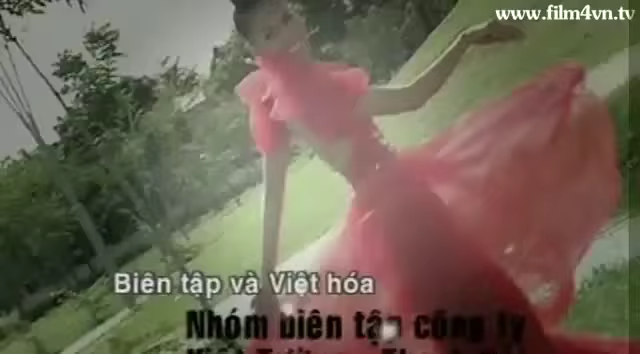 www.film4vn.tv
Biên tập và Việt hóa
Nhóm biên tập công ty